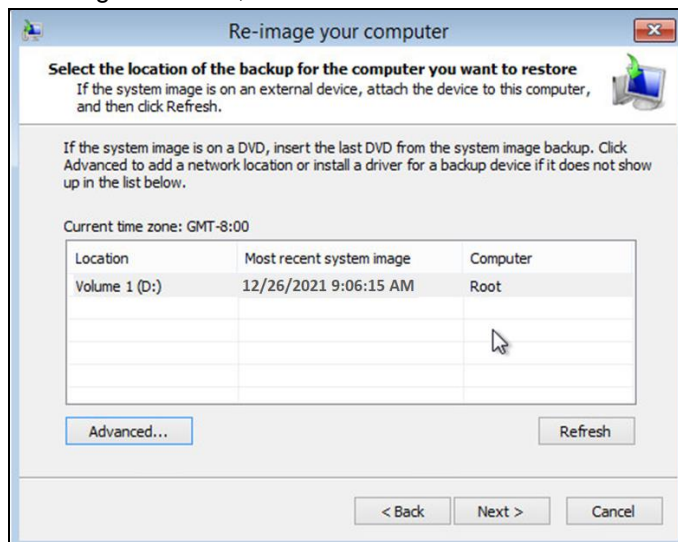 Re-image your computer
Select the location of the backup for the computer you want to restore
If the system image is on an external device, attach the device to this computer,
and then click Refresh.
If the system image is on a DVD, insert the last DVD from the system image backup. Click
Advanced to add a network location or install a driver for a backup device if it does not show
up in the list below.
Current time zone: GMT-8:00
Location Most recent system image Computer
Volume 1 (D:) 12/26/2021 9:06:15 AM Root
Advanced... Refresh
< Back Next > Cancel